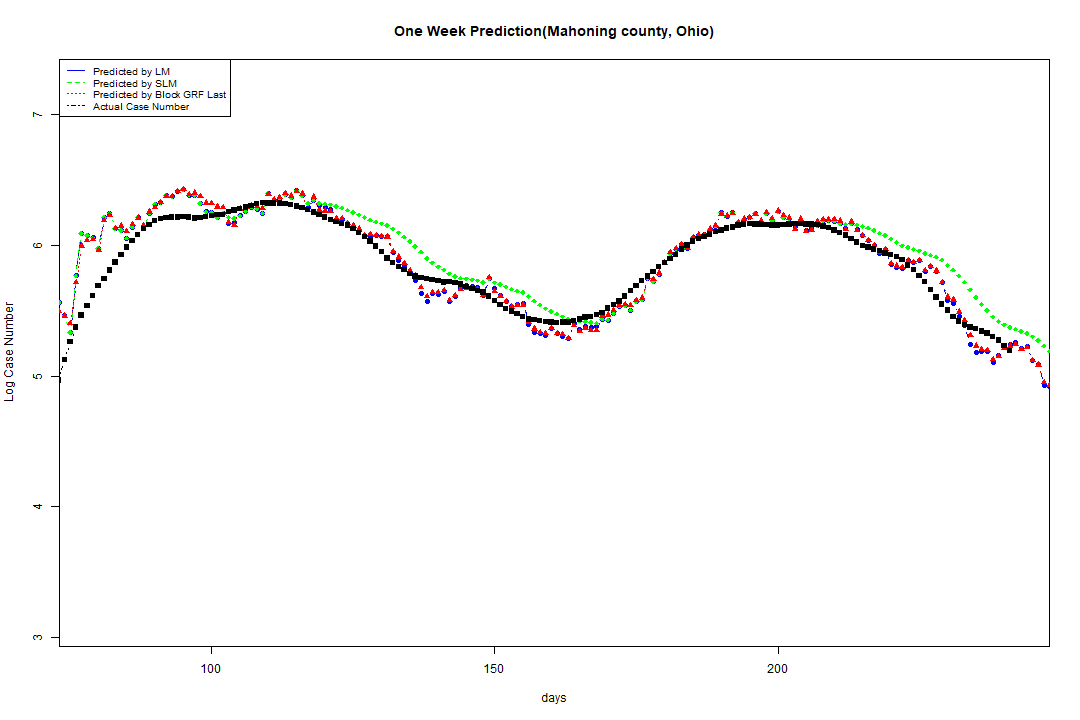 One Week Prediction(Mahoning county, Ohio)
Predicted by LM
Predicted by SLM
Predicted by Block GRF Last
Actual Case Number
7
6
5
4
3
Log Case Number
100 150 200
days